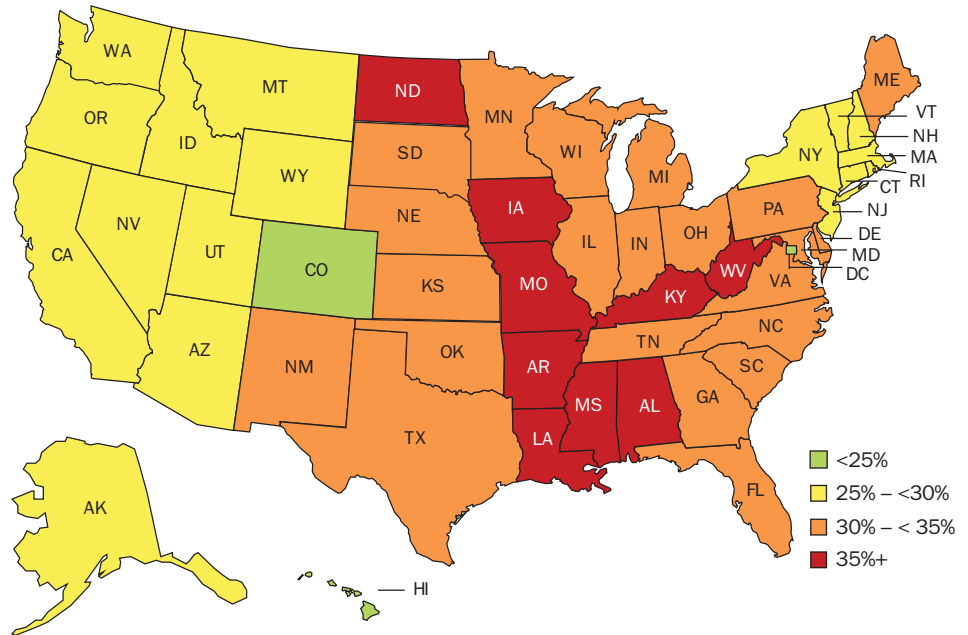 WA
MT
ND
MN
ME
VT
OR
ID
SD
WI
NY
NH
MI
MA
WY
RI
CT
NV
UT
NE
IA
PA
NJ
CA
CO
IL
IN
OH
DE
MD
DC
KS
MO
WV
VA
KY
AZ
NM
OK
TN
NC
AR
SC
MS
AL
GA
TX
LA
FL
AK
HI
<25%
25% – <30%
30% – < 35%
35%+